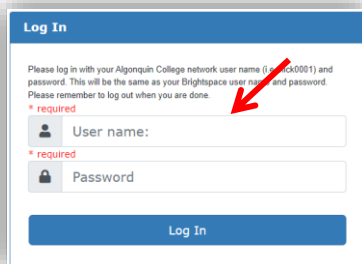 Log In
Please log in with your Algonquin College network user name (i.e. ick0001) and
password. This will be the same as your Brightspace user name and password.
Please remember to log out when you are done.
* required
User name:
* required
Password
Log In